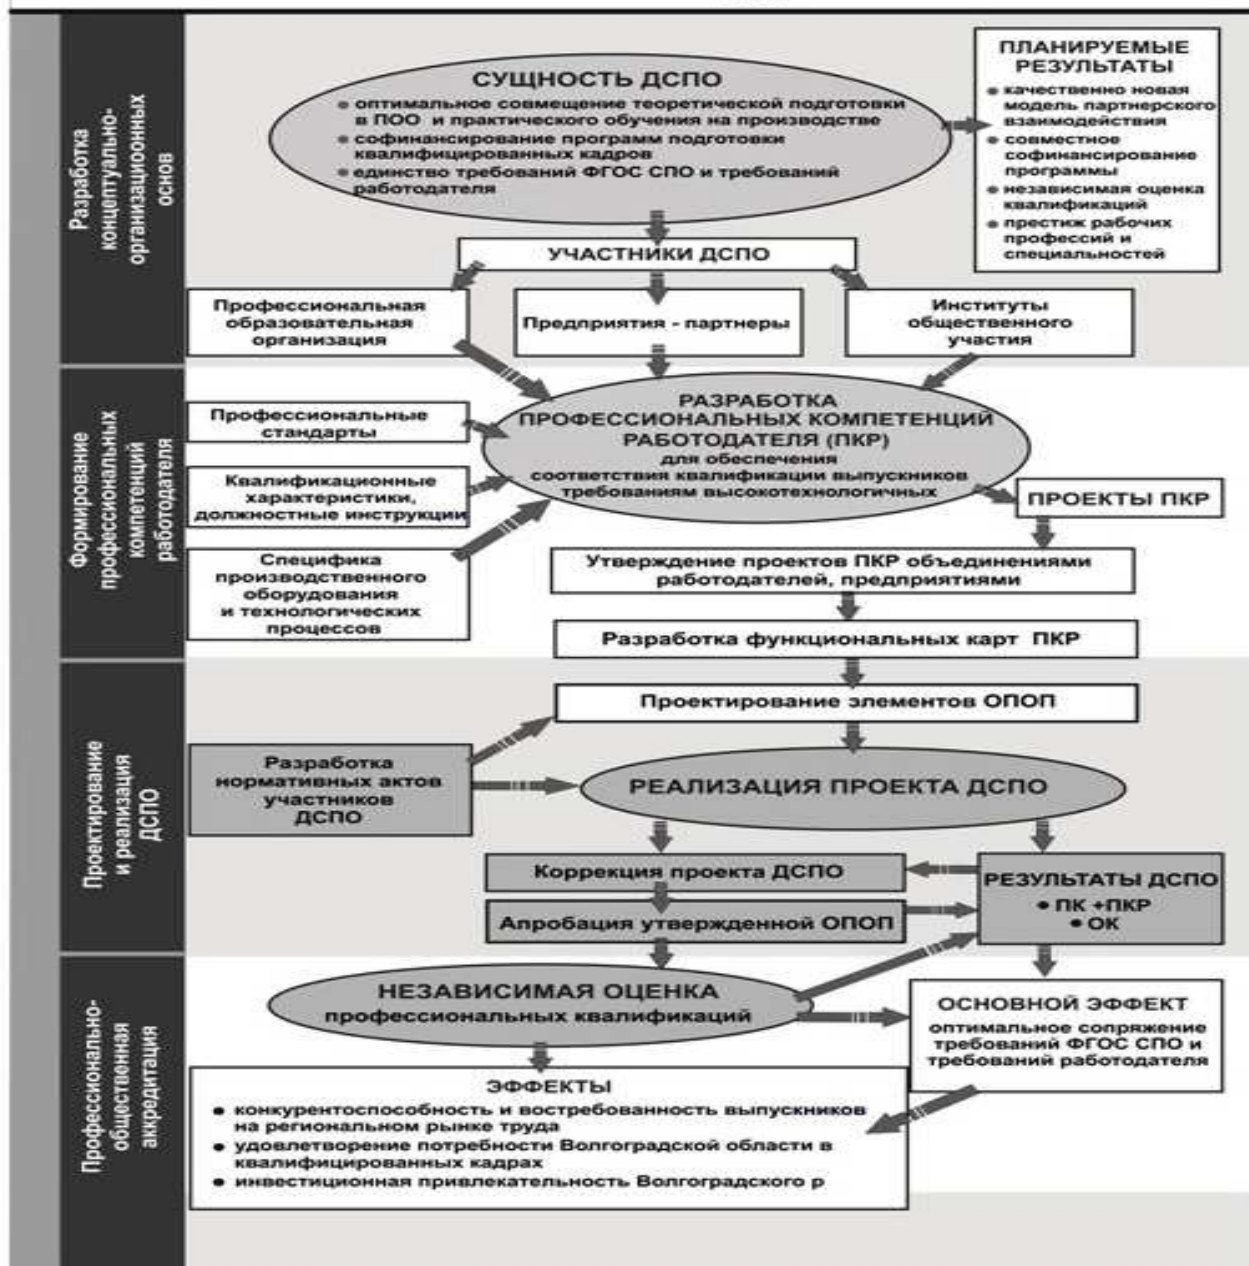 Разработка
концептуально-
организационных
основ
СУЩНОСТЬ ДСПО
• оптимальное совмещение теоретической подготовки
в ПОО и практического обучения на производстве
• софинансирование программ подготовки
квалифицированных кадров
• единство требований ФГОС СПО и требований
работодателя
ПЛАНИРУЕМЫЕ
РЕЗУЛЬТАТЫ
• качественно новая
модель партнерского
взаимодействия
• совместное
софинансирование
программы
• независимая оценка
квалификаций
• престиж рабочих
профессий и
специальностей
УЧАСТНИКИ ДСПО
Профессиональная
образовательная
организация
Предприятия - партнеры
Институты
общественного
участия
Формирование
профессиональных
компетенций
работодателя
Профессиональные
стандарты
Квалификационные
характеристики,
должностные инструкции
Специфика
производственного
оборудования
и технологических
процессов
РАЗРАБОТКА
ПРОФЕССИОНАЛЬНЫХ КОМПЕТЕНЦИЙ
РАБОТОДАТЕЛЯ (ПКР)
для обеспечения
соответствия квалификации выпускников
требованиям высокотехнологичных
ПРОЕКТЫ ПКР
Утверждение проектов ПКР объединениями
работодателей, предприятиями
Разработка функциональных карт ПКР
Проектирование
и реализация
ДСПО
Проектирование элементов ОПОП
Разработка
нормативных актов
участников
ДСПО
РЕАЛИЗАЦИЯ ПРОЕКТА ДСПО
Коррекция проекта ДСПО
Апробация утвержденной ОПОП
РЕЗУЛЬТАТЫ ДСПО
• ПК +ПКР
• ОК
Профессионально-
общественная
аккредитация
НЕЗАВИСИМАЯ ОЦЕНКА
профессиональных квалификаций
ОСНОВНОЙ ЭФФЕКТ
оптимальное сопряжение
требований ФГОС СПО и
требований работодателя
ЭФФЕКТЫ
• конкурентоспособность и востребованность выпускников
на региональном рынке труда
• удовлетворение потребности Волгоградской области в
квалифицированных кадрах
• инвестиционная привлекательность Волгоградского р